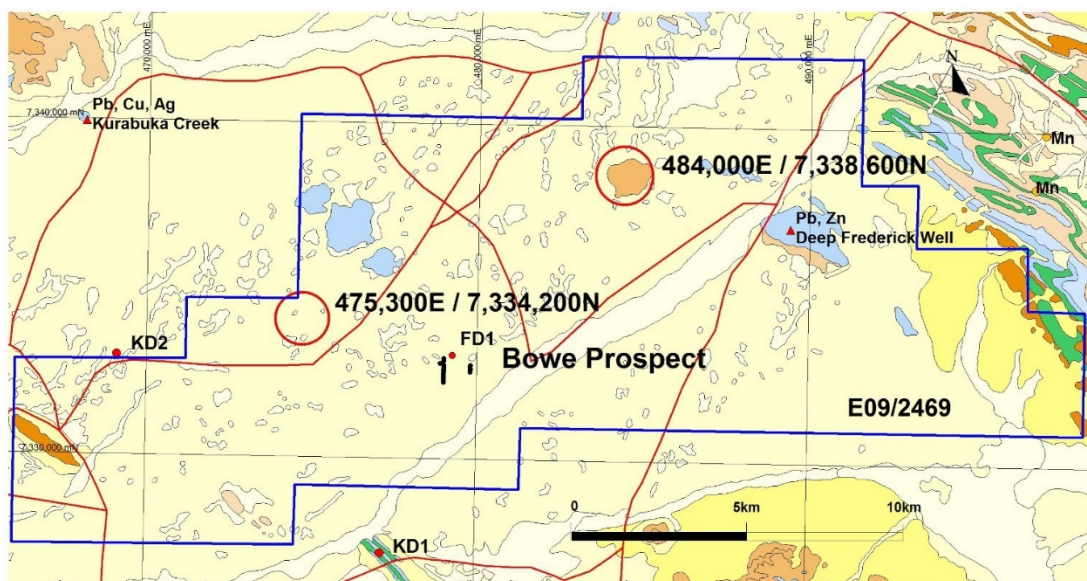 470,000 mE
480,000 mE
490,000 mE
N
Pb, Cu, Ag
7,340,000 mN
Kurabuka Creek
Mn
484,000E / 7,338,600N
Mn
Pb, Zn
Deep Frederick Well
475,300E / 7,334,200N
KD2
FD1
Bowe Prospect
E09/2469
7,330,000 mN
0
5km
10km
KD1